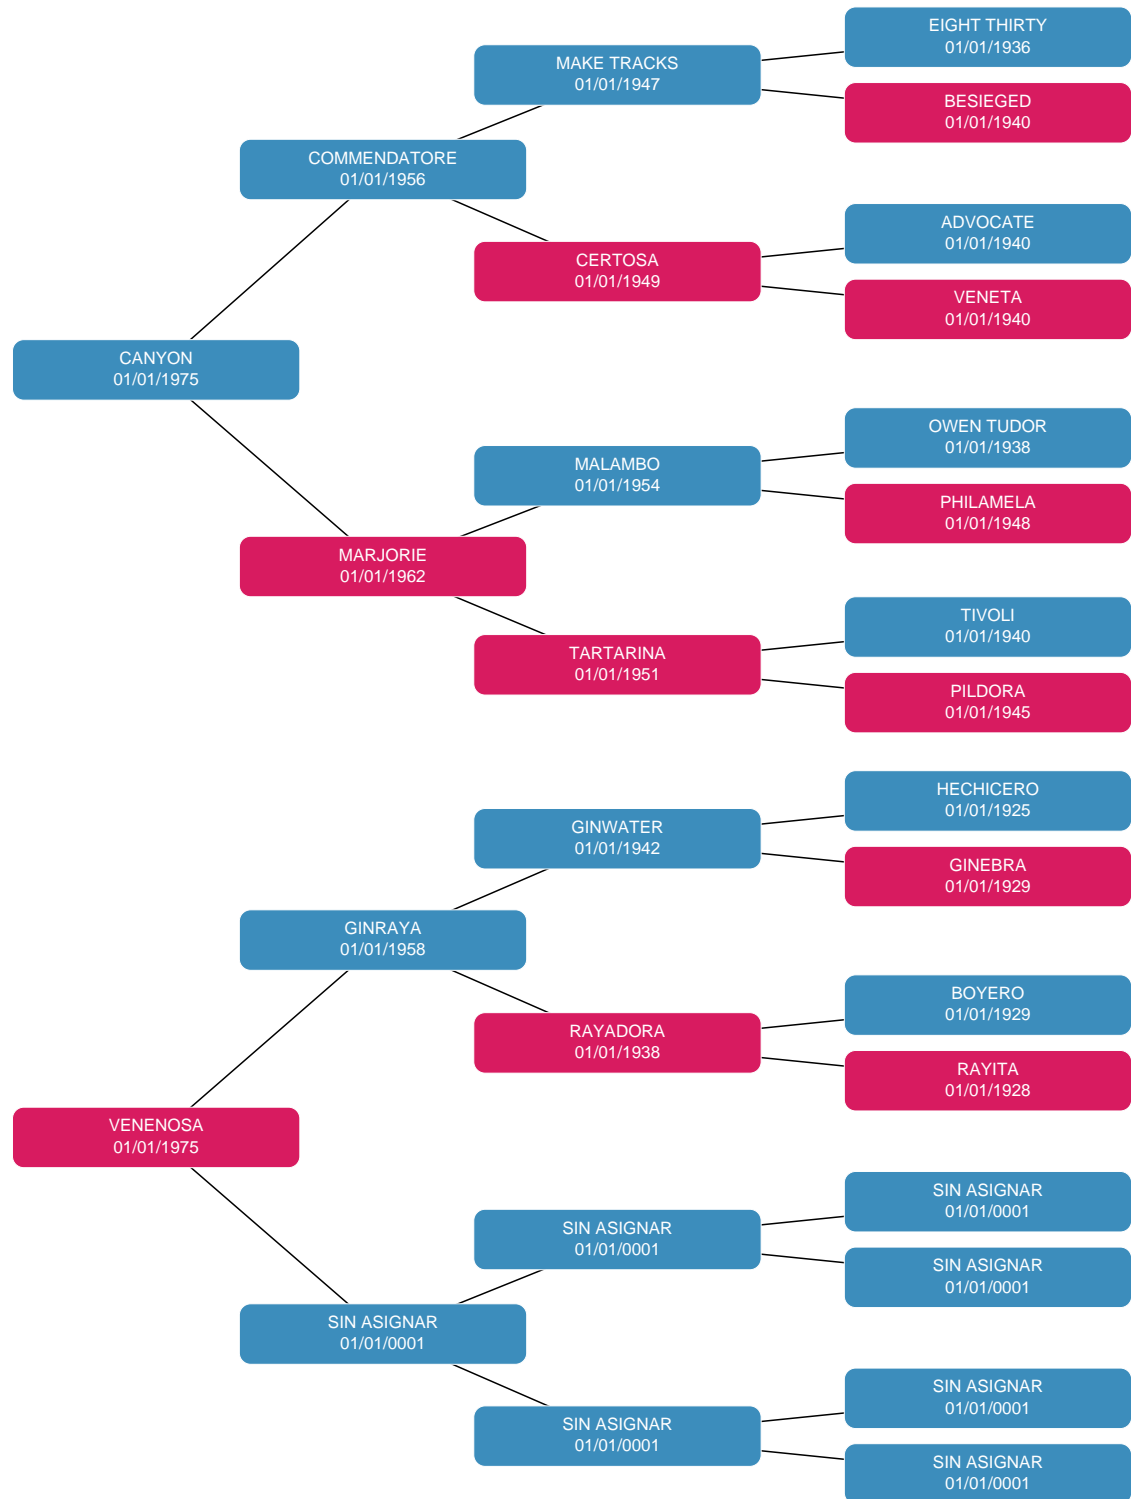 EIGHT THIRTY
01/01/1936
MAKE TRACKS
01/01/1947
BESIEGED
01/01/1940
COMMENDATORE
01/01/1956
ADVOCATE
01/01/1940
CERTOSA
01/01/1949
VENETA
01/01/1940
CANYON
01/01/1975
OWEN TUDOR
01/01/1938
MALAMBO
01/01/1954
PHILAMELA
01/01/1948
MARJORIE
01/01/1962
TIVOLI
01/01/1940
TARTARINA
01/01/1951
PILDORA
01/01/1945
HECHICERO
01/01/1925
GINWATER
01/01/1942
GINEBRA
01/01/1929
GINRAYA
01/01/1958
BOYERO
01/01/1929
RAYADORA
01/01/1938
RAYITA
01/01/1928
VENENOSA
01/01/1975
SIN ASIGNAR
01/01/0001
SIN ASIGNAR
01/01/0001
SIN ASIGNAR
01/01/0001
SIN ASIGNAR
01/01/0001
SIN ASIGNAR
01/01/0001
SIN ASIGNAR
01/01/0001
SIN ASIGNAR
01/01/0001